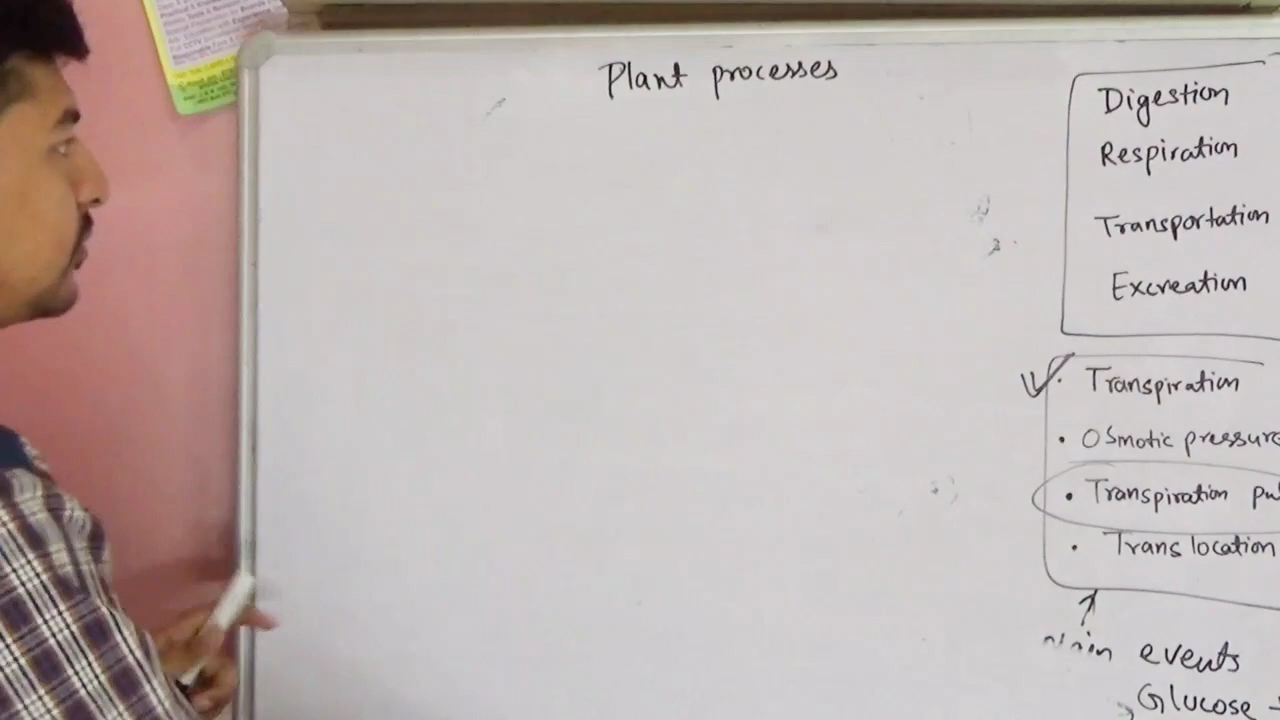 Plant processes
Digestion
Respiration
Transportation
Excreation
Transpiration
• Osmotic pressure
• Transpiration
• Trans location
events
Glucose